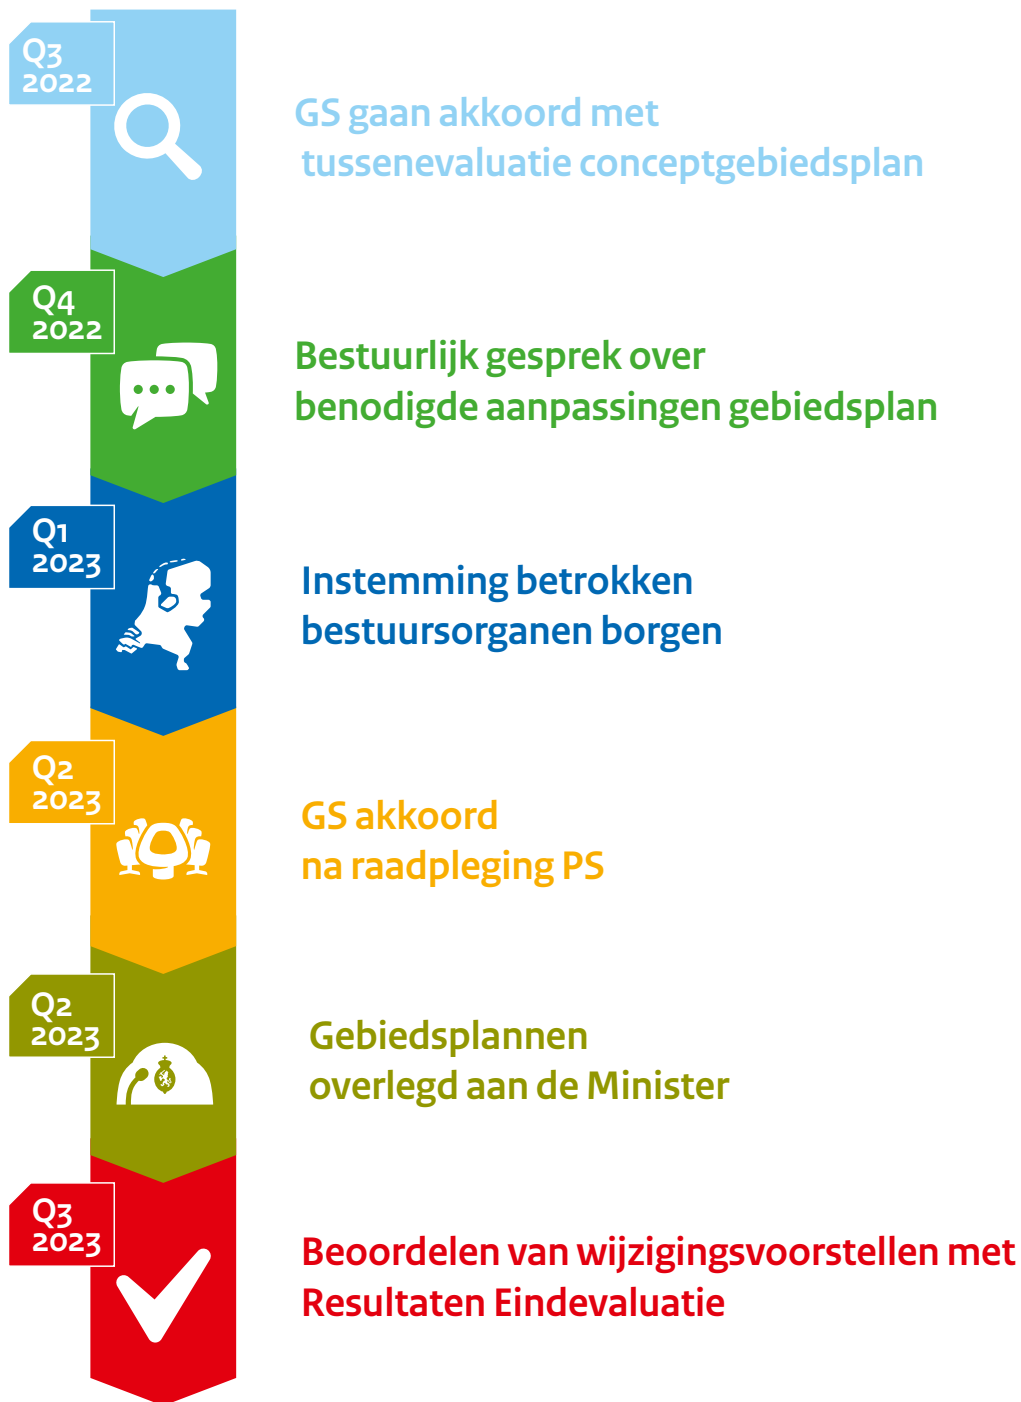 Q3
2022
GS gaan akkoord met
tussenevaluatie conceptgebiedsplan
Q4
2022
Bestuurlijk gesprek over
benodigde aanpassingen gebiedsplan
Q1
2023
Instemming betrokken
bestuursorganen borgen
Q2
2023
GS akkoord
na raadpleging PS
Q2
2023
Gebiedsplannen
overlegd aan de Minister
Q3
2023
Beoordelen van wijzigingsvoorstellen met
Resultaten Eindevaluatie